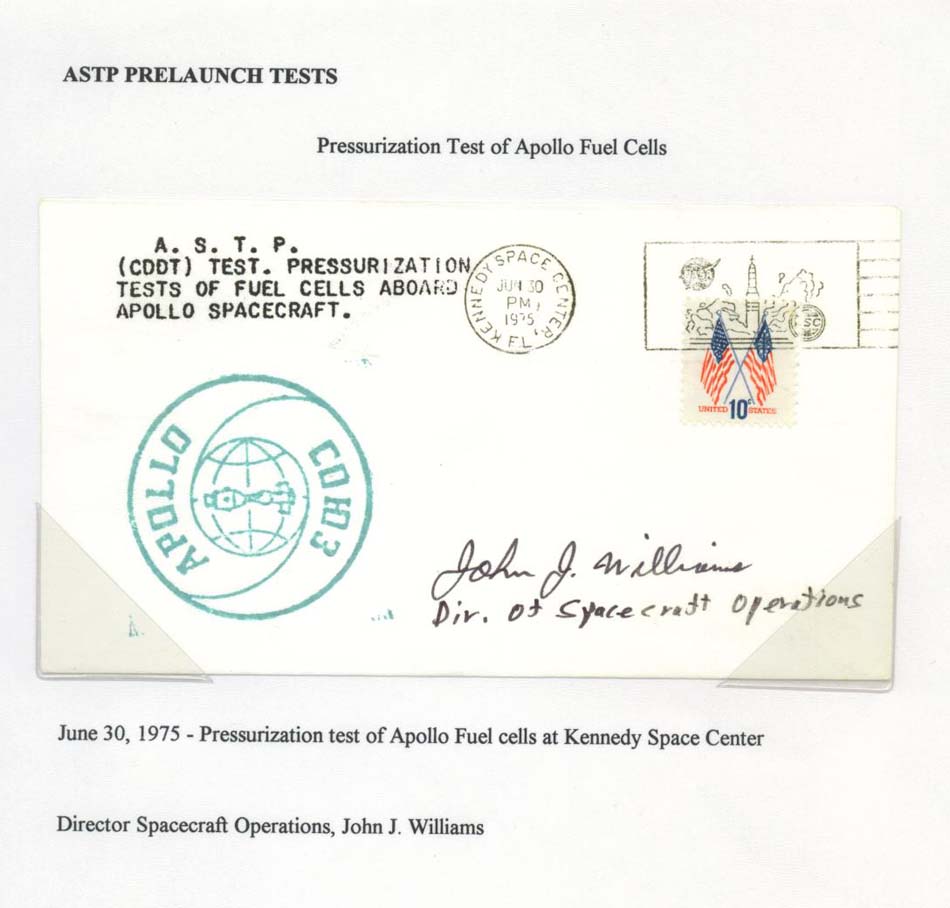 ASTP PRELAUNCH TESTS
Pressurization Test of Apollo Fuel Cells
A. S. T. P.
(CDDT) TEST. PRESSURIZATION
TESTS OF FUEL CELLS ABOARD
APOLLO SPACECRAFT.
KENNEDY SPACE CENTER, FL.
JUN 30
PM
1975
KSC
UNITED 10c STATES
APOLLO
СОЮЗ
John J. Williams
Dir. of Spacecraft Operations
June 30, 1975 - Pressurization test of Apollo Fuel cells at Kennedy Space Center
Director Spacecraft Operations, John J. Williams